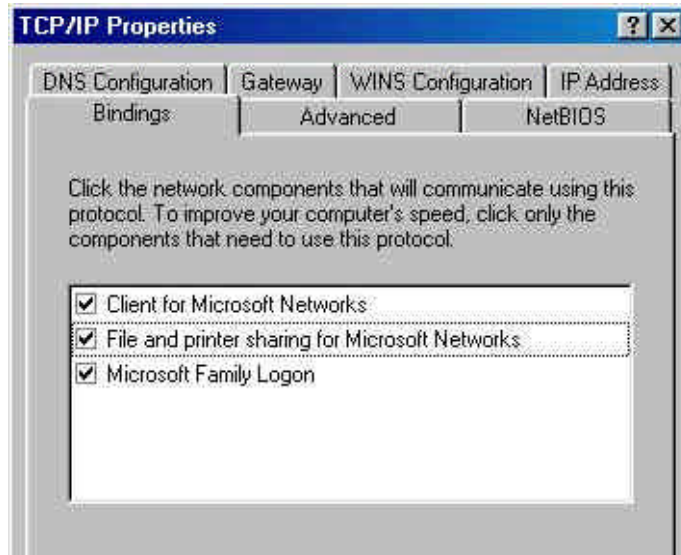 TCP/IP Properties
DNS Configuration Gateway WINS Configuration IP Address
Bindings Advanced NetBIOS
Click the network components that will communicate using this
protocol. To improve your computer's speed, click only the
components that need to use this protocol.
Client for Microsoft Networks
File and printer sharing for Microsoft Networks
Microsoft Family Logon